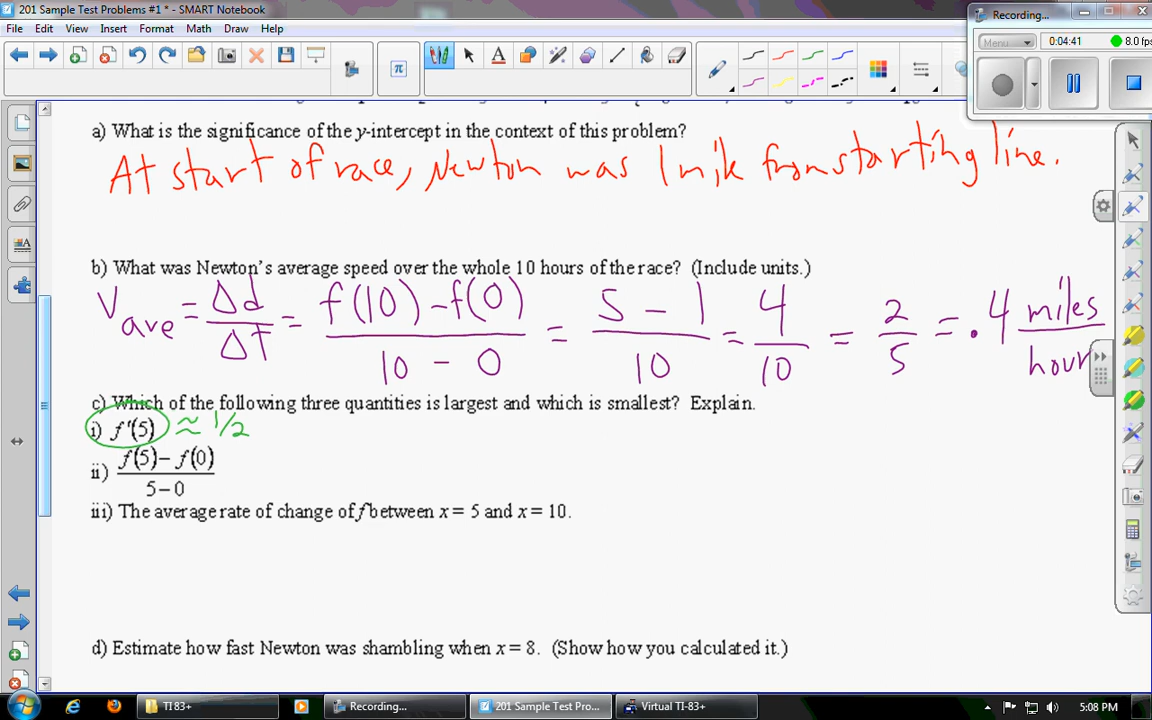 201 Sample Test Problems #1 * - SMART Notebook
File Edit View Insert Format Math Draw Help
Recording...
Menu
0:04:41
8.0 fps
a) What is the significance of the y-intercept in the context of this problem?
At start of race, Newton was 1 mile from starting line.
b) What was Newton's average speed over the whole 10 hours of the race? (Include units.)
Vave = Δd/ΔT = f(10)-f(0)/10-0 = 5-1/10 = 4/10 = 2/5 = .4 miles/hour
c) Which of the following three quantities is largest and which is smallest? Explain.
i) f'(5) ≈ 1/2
ii) f(5)-f(0)/5-0
iii) The average rate of change of f between x = 5 and x = 10.
d) Estimate how fast Newton was shambling when x = 8. (Show how you calculated it.)
TI83+
Recording...
201 Sample Test Pro...
Virtual TI-83+
5:08 PM